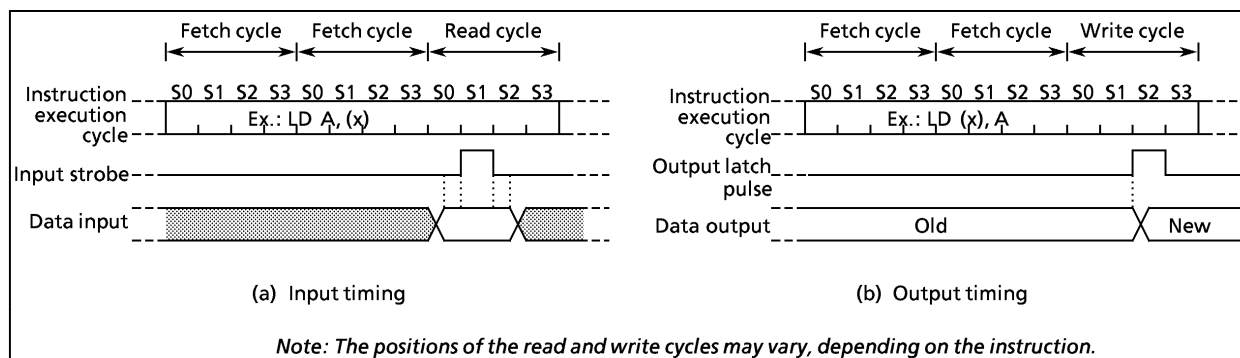 Fetch cycle Fetch cycle Read cycle
S0 S1 S2 S3 S0 S1 S2 S3 S0 S1 S2 S3
Instruction
execution
cycle
Ex.: LD A, (x)
Input strobe
Data input
(a) Input timing
Fetch cycle Fetch cycle Write cycle
S0 S1 S2 S3 S0 S1 S2 S3 S0 S1 S2 S3
Instruction
execution
cycle
Ex.: LD (x), A
Output latch
pulse
Data output
Old New
(b) Output timing
Note: The positions of the read and write cycles may vary, depending on the instruction.